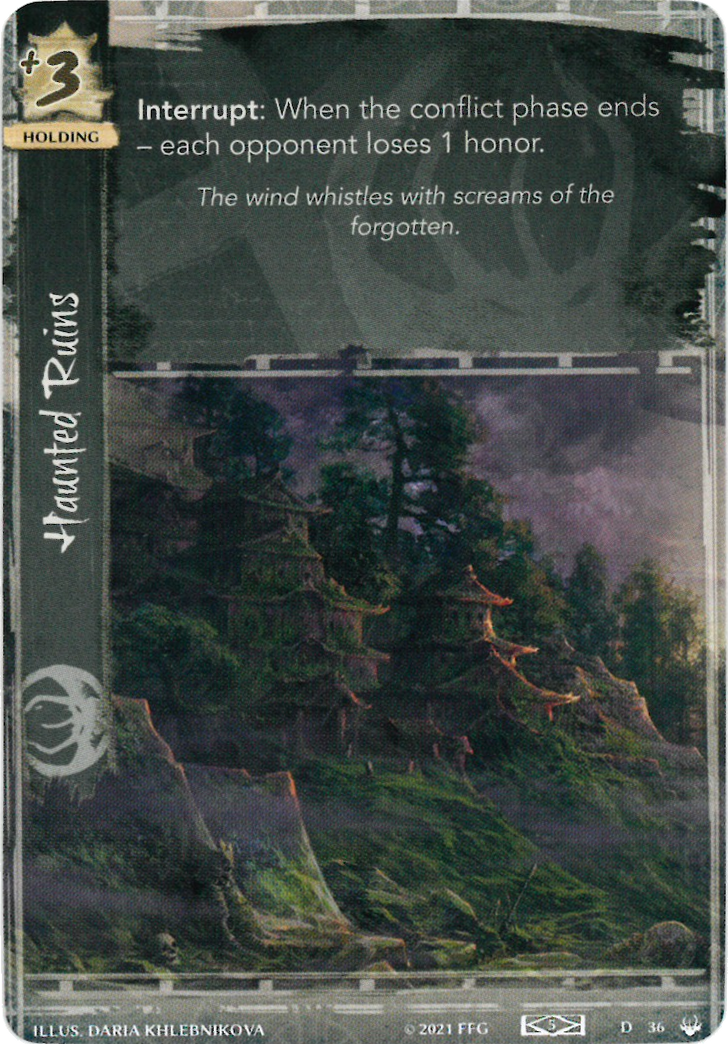 +3
HOLDING
Interrupt: When the conflict phase ends
– each opponent loses 1 honor.
The wind whistles with screams of the
forgotten.
Haunted Ruins
ILLUS. DARIA KHLEBNIKOVA
© 2021 FFG
5
D 36